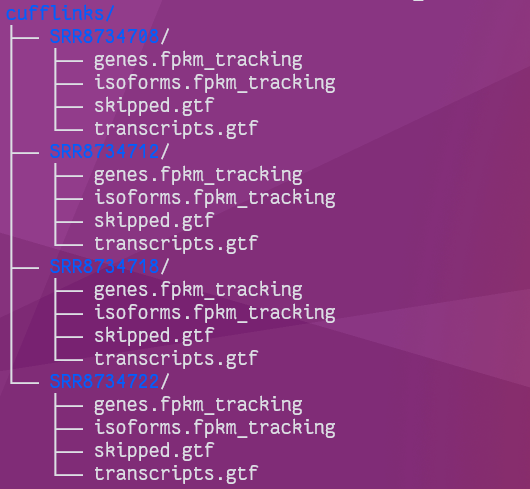 cufflinks/
├── SRR8734708/
│   ├── genes.fpkm_tracking
│   ├── isoforms.fpkm_tracking
│   ├── skipped.gtf
│   └── transcripts.gtf
├── SRR8734712/
│   ├── genes.fpkm_tracking
│   ├── isoforms.fpkm_tracking
│   ├── skipped.gtf
│   └── transcripts.gtf
├── SRR8734718/
│   ├── genes.fpkm_tracking
│   ├── isoforms.fpkm_tracking
│   ├── skipped.gtf
│   └── transcripts.gtf
└── SRR8734722/
    ├── genes.fpkm_tracking
    ├── isoforms.fpkm_tracking
    ├── skipped.gtf
    └── transcripts.gtf